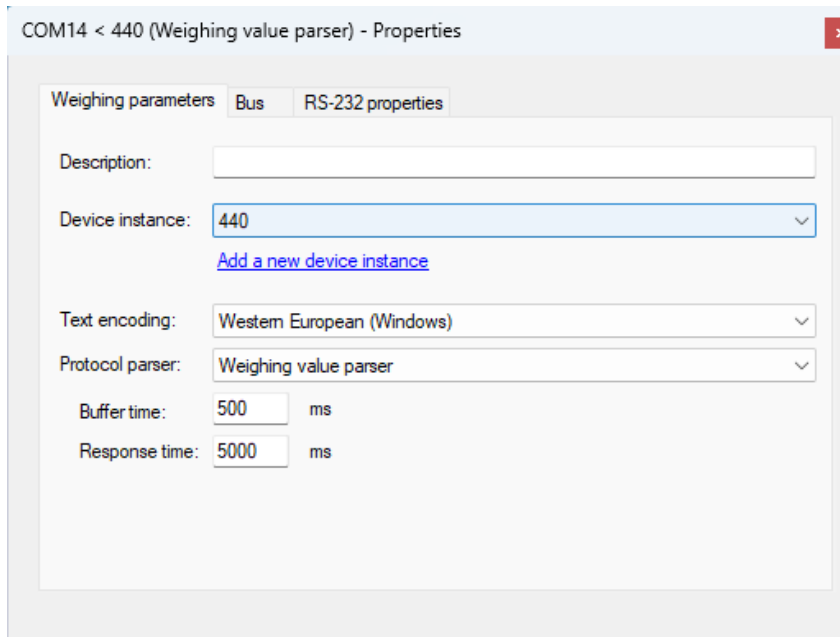 COM14 < 440 (Weighing value parser) - Properties
Weighing parameters Bus RS-232 properties
Description:
Device instance: 440
Add a new device instance
Text encoding: Western European (Windows)
Protocol parser: Weighing value parser
Buffer time: 500 ms
Response time: 5000 ms